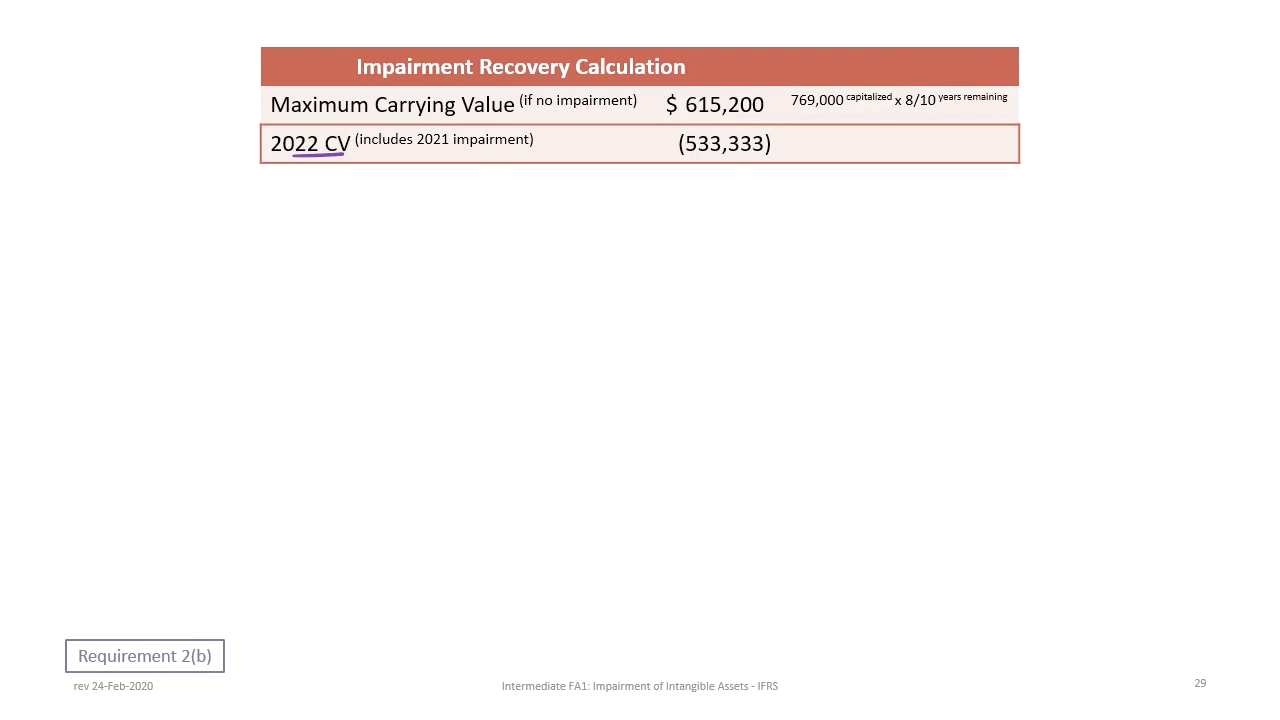 Impairment Recovery Calculation
Maximum Carrying Value (if no impairment) $ 615,200 769,000 capitalized x 8/10 years remaining
2022 CV (includes 2021 impairment) (533,333)
Requirement 2(b)
rev 24-Feb-2020 Intermediate FA1: Impairment of Intangible Assets - IFRS 29